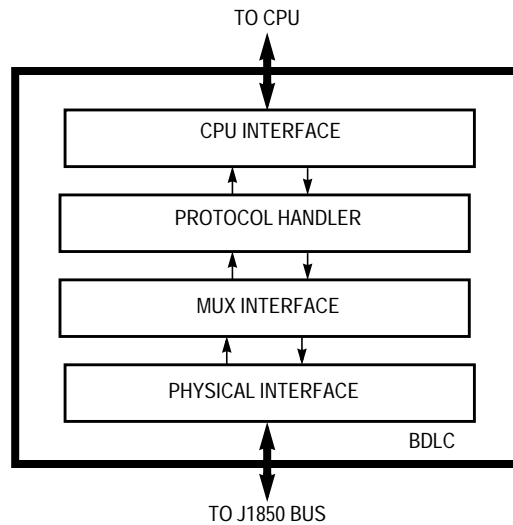 TO CPU
CPU INTERFACE
PROTOCOL HANDLER
MUX INTERFACE
PHYSICAL INTERFACE
BDLC
TO J1850 BUS